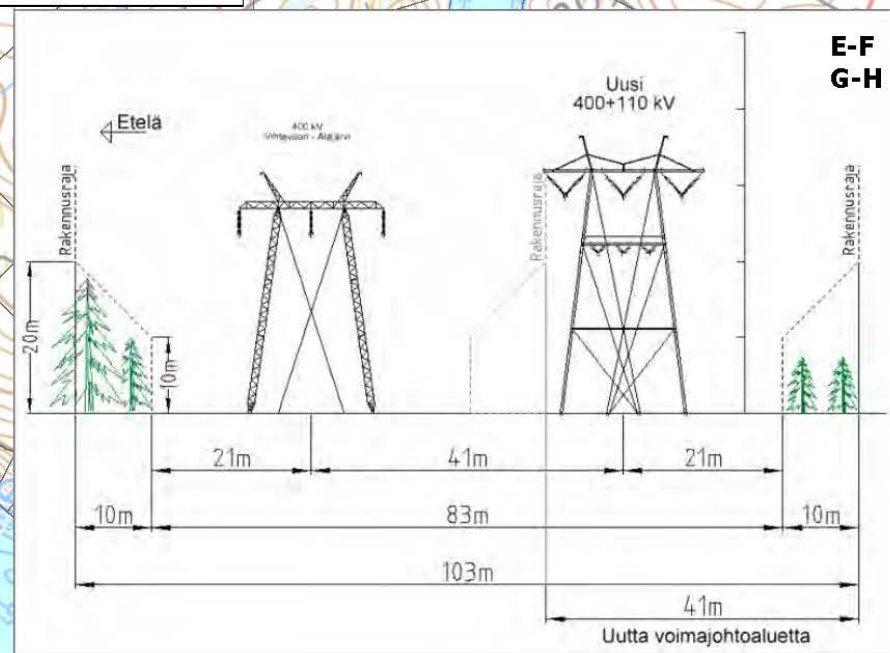 E-F
G-H
Uusi
400+110 kV
Etelä
400 kV
Rakennusraja
Rakennusraja
Rakennusraja
20m
10m
21m
41m
21m
10m
83m
10m
103m
41m
Uutta voimajohtoaluetta